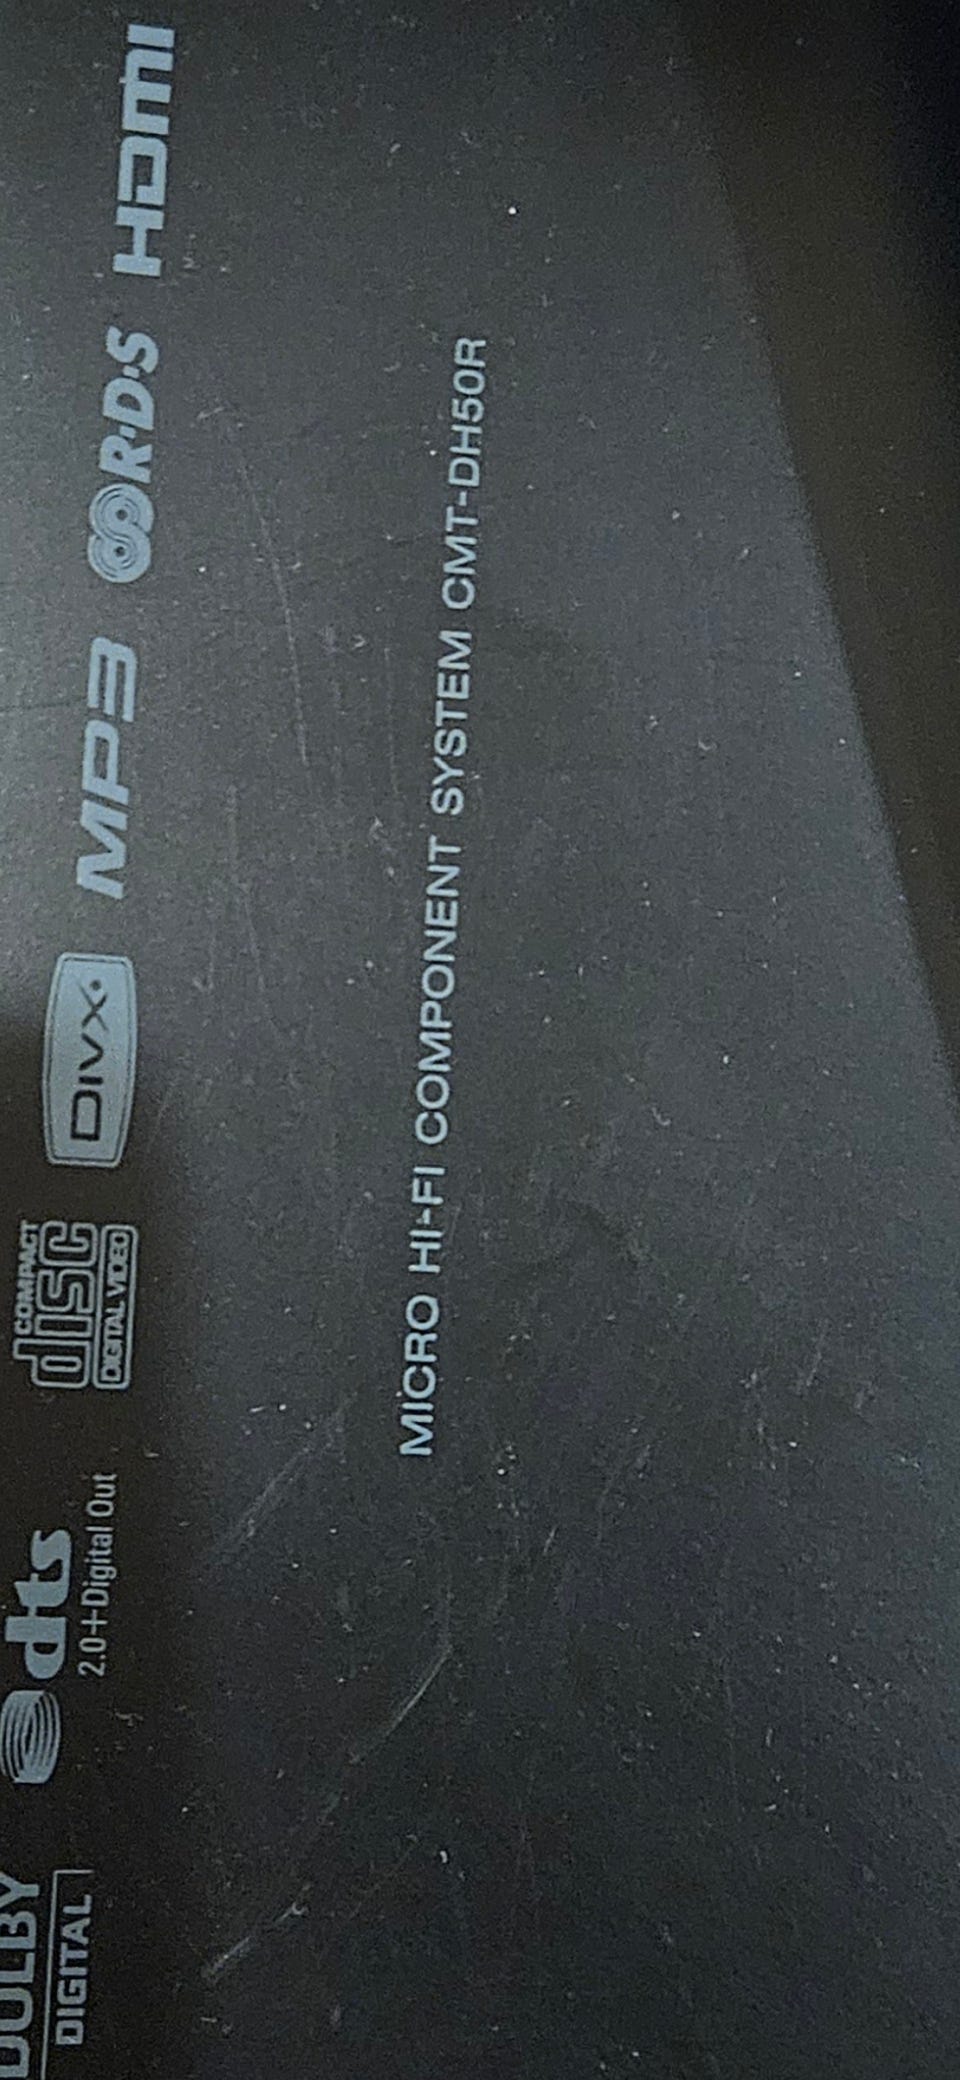 DOLBY
DIGITAL
dts
2.0+Digital Out
COMPACT
disc
DIGITAL VIDEO
DIVX
MP3
R·D·S
HDMI
MICRO HI-FI COMPONENT SYSTEM CMT-DH50R